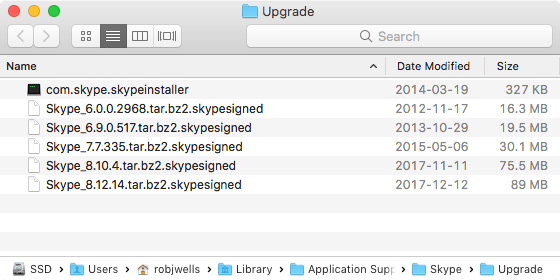 Upgrade
Search
Name Date Modified Size
com.skype.skypeinstaller 2014-03-19 327 KB
Skype_6.0.0.2968.tar.bz2.skypesigned 2012-11-17 16.3 MB
Skype_6.9.0.517.tar.bz2.skypesigned 2013-10-29 19.5 MB
Skype_7.7.335.tar.bz2.skypesigned 2015-05-06 30.1 MB
Skype_8.10.4.tar.bz2.skypesigned 2017-11-11 75.5 MB
Skype_8.12.14.tar.bz2.skypesigned 2017-12-12 89 MB
SSD Users robjwells Library Application Supp Skype Upgrade